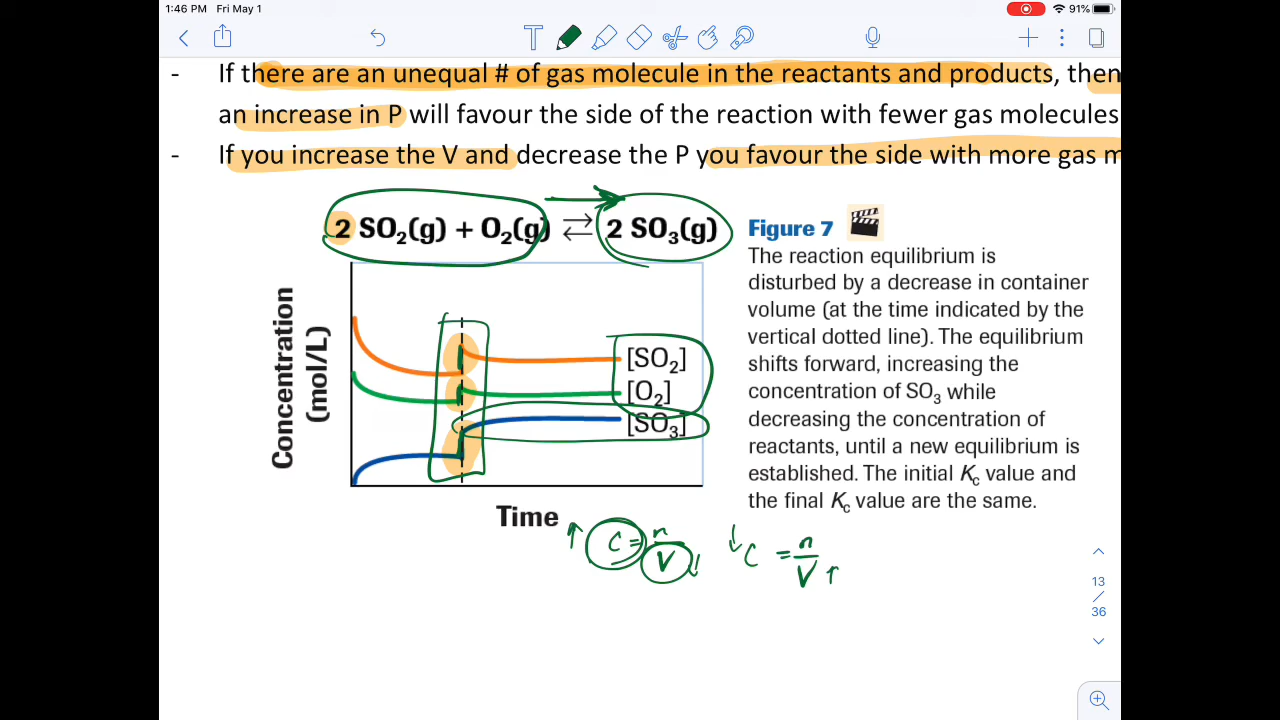 1:46 PM Fri May 1
91%
T
- If there are an unequal # of gas molecule in the reactants and products, then
an increase in P will favour the side of the reaction with fewer gas molecules
- If you increase the V and decrease the P you favour the side with more gas m
2 SO₂(g) + O₂(g) ⇄ 2 SO₃(g)
Concentration
(mol/L)
[SO₂]
[O₂]
[SO₃]
Time
Figure 7
The reaction equilibrium is
disturbed by a decrease in container
volume (at the time indicated by the
vertical dotted line). The equilibrium
shifts forward, increasing the
concentration of SO₃ while
decreasing the concentration of
reactants, until a new equilibrium is
established. The initial Kc value and
the final Kc value are the same.
↑ C = n/V ↓
↓ C = n/V ↑
13
/
36